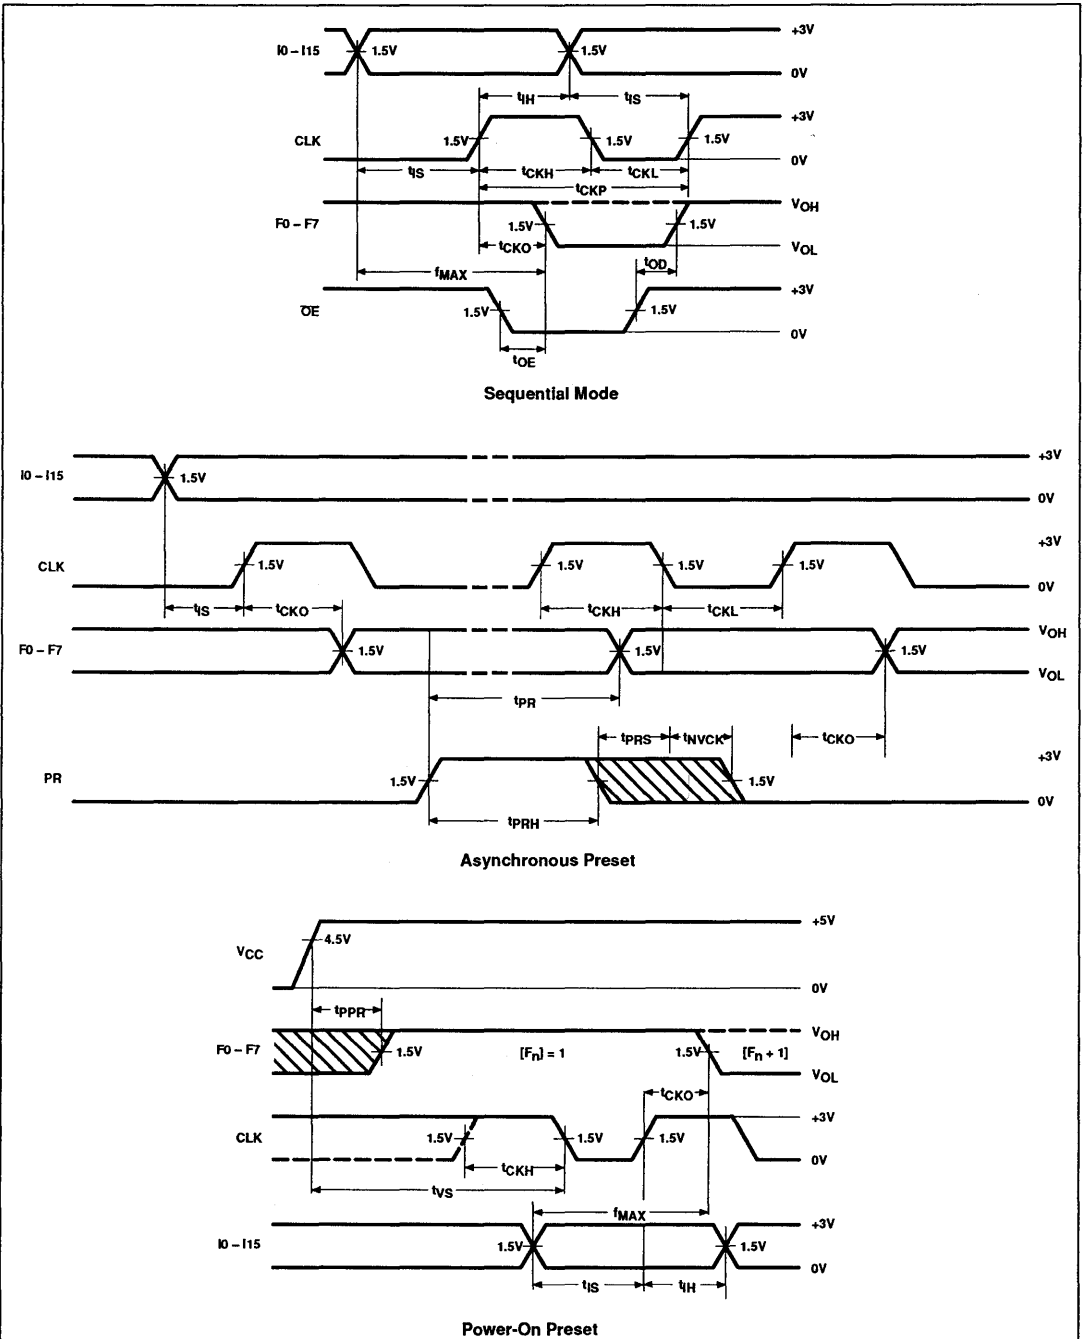 +3V
I0 – I15
1.5V
1.5V
0V
tIH
tIS
+3V
CLK
1.5V
1.5V
1.5V
0V
tIS
tCKH
tCKL
tCKP
VOH
F0 – F7
1.5V
1.5V
tCKO
VOL
fMAX
tOD
+3V
OE
1.5V
1.5V
0V
tOE
Sequential Mode
+3V
I0 – I15
1.5V
0V
+3V
CLK
1.5V
1.5V
1.5V
1.5V
0V
tIS
tCKO
tCKH
tCKL
VOH
F0 – F7
1.5V
1.5V
1.5V
VOL
tPR
tPRS
tNVCK
tCKO
+3V
PR
1.5V
1.5V
0V
tPRH
Asynchronous Preset
+5V
VCC
4.5V
0V
tPPR
VOH
F0 – F7
1.5V
[Fn] = 1
1.5V
[Fn + 1]
VOL
tCKO
+3V
CLK
1.5V
1.5V
1.5V
0V
tCKH
tVS
fMAX
+3V
I0 – I15
1.5V
1.5V
0V
tIS
tIH
Power-On Preset